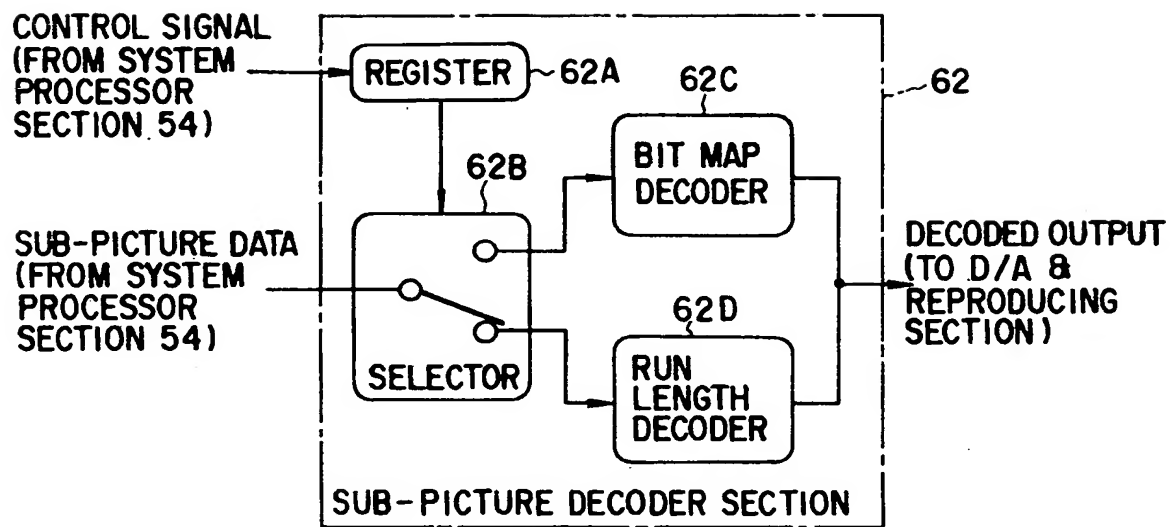 CONTROL SIGNAL
(FROM SYSTEM
PROCESSOR
SECTION 54)
REGISTER
62A
62
62C
BIT MAP
DECODER
62B
SUB-PICTURE DATA
(FROM SYSTEM
PROCESSOR
SECTION 54)
SELECTOR
DECODED OUTPUT
(TO D/A &
REPRODUCING
SECTION)
62D
RUN
LENGTH
DECODER
SUB-PICTURE DECODER SECTION